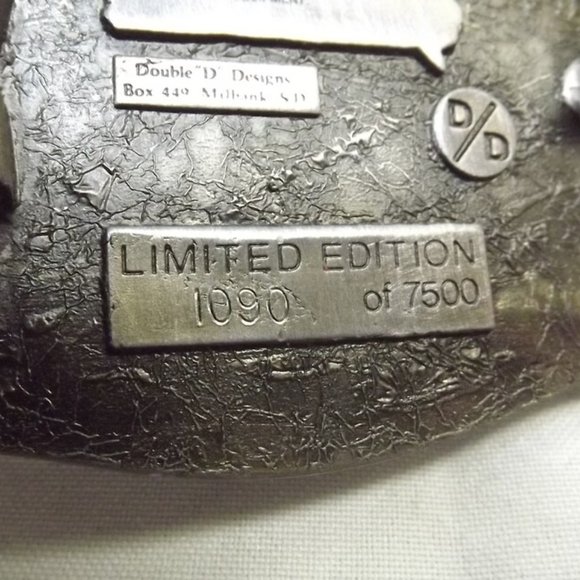 Double "D" Designs
Box 449 Milbank, S.D.
D/D
LIMITED EDITION
1090 of 7500